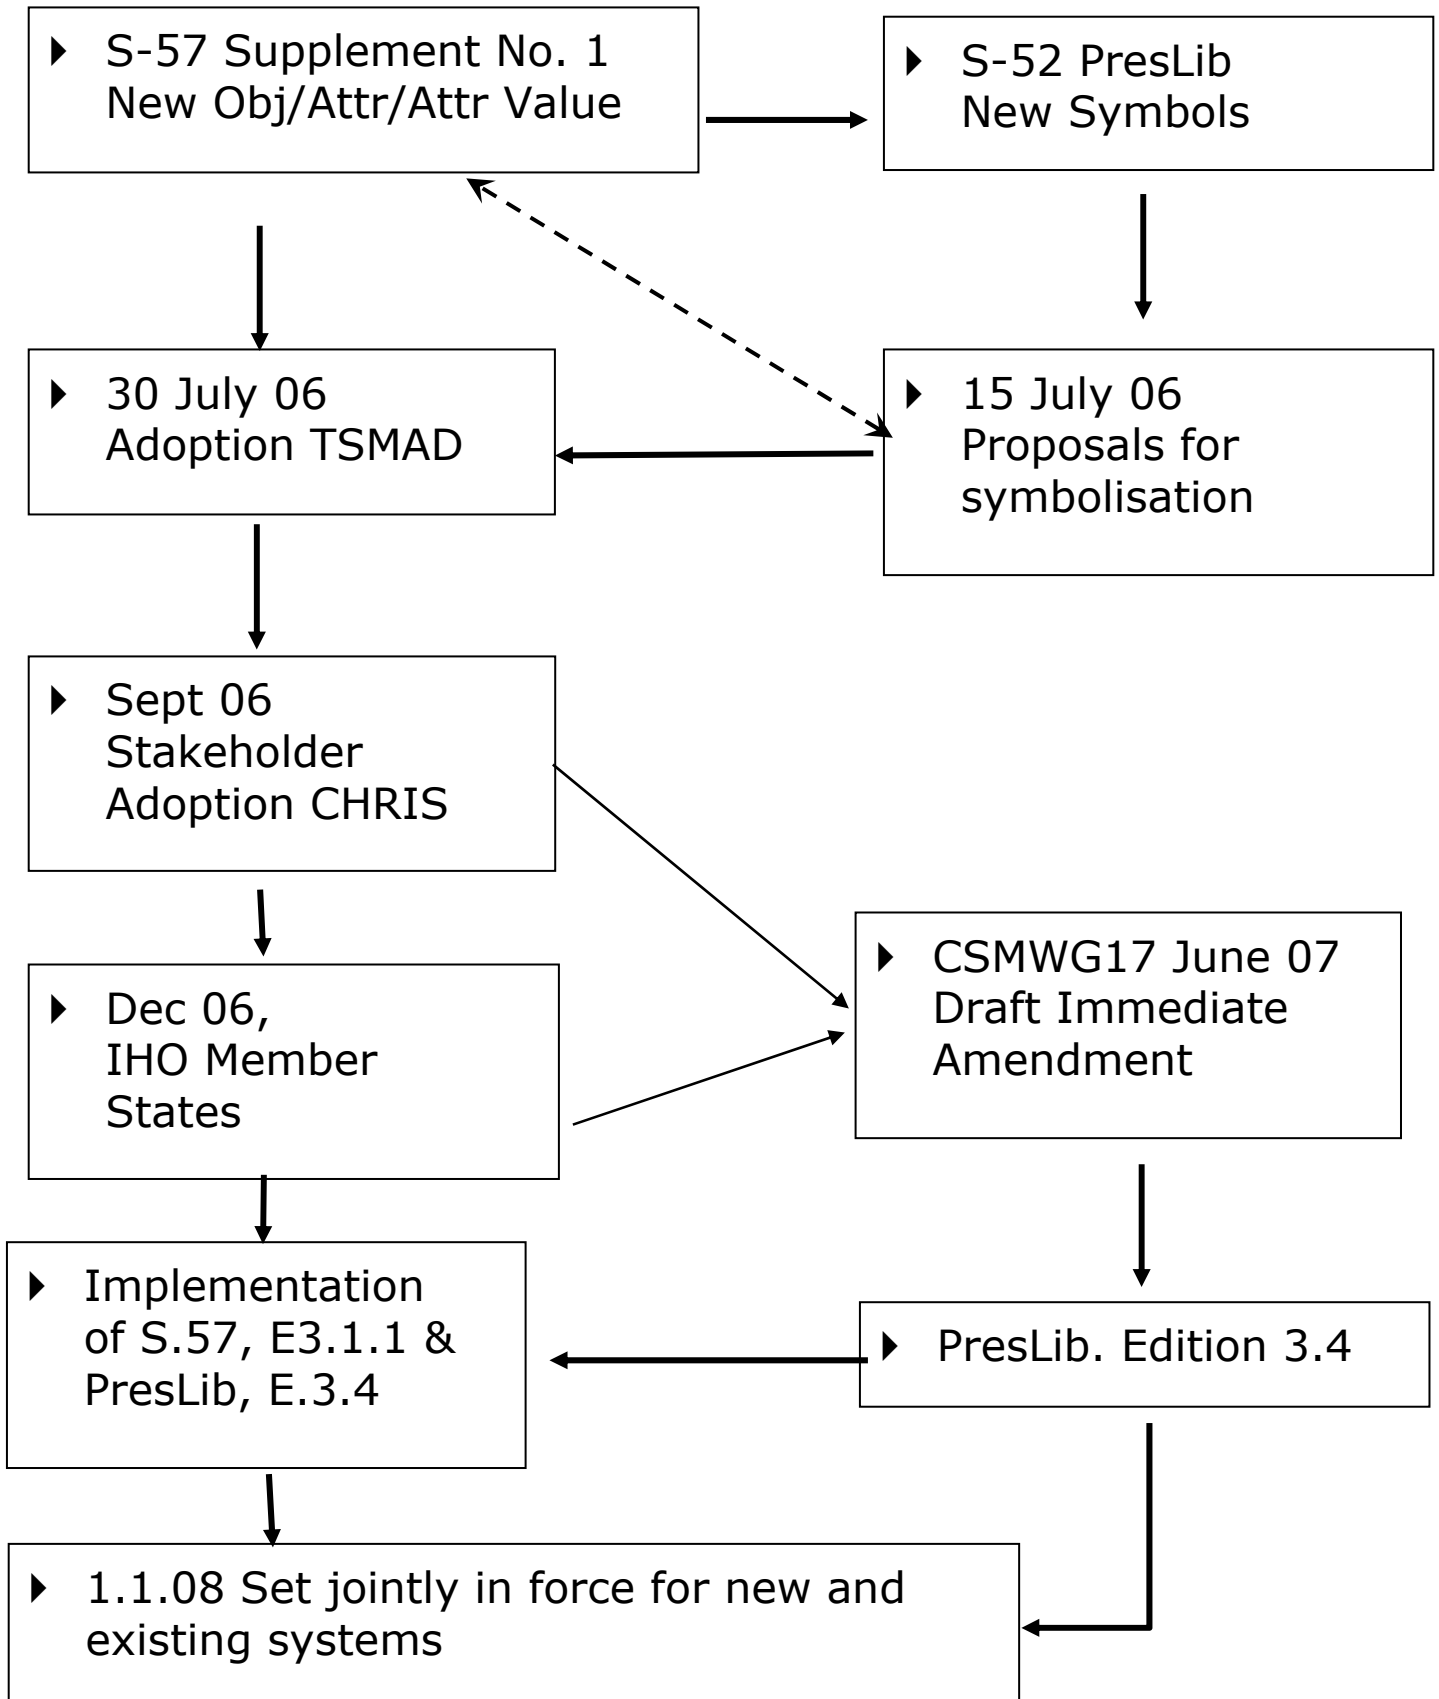 S-57 Supplement No. 1
New Obj/Attr/Attr Value
S-52 PresLib
New Symbols
30 July 06
Adoption TSMAD
15 July 06
Proposals for
symbolisation
Sept 06
Stakeholder
Adoption CHRIS
Dec 06,
IHO Member
States
CSMWG17 June 07
Draft Immediate
Amendment
Implementation
of S.57, E3.1.1 &
PresLib, E.3.4
PresLib. Edition 3.4
1.1.08 Set jointly in force for new and
existing systems